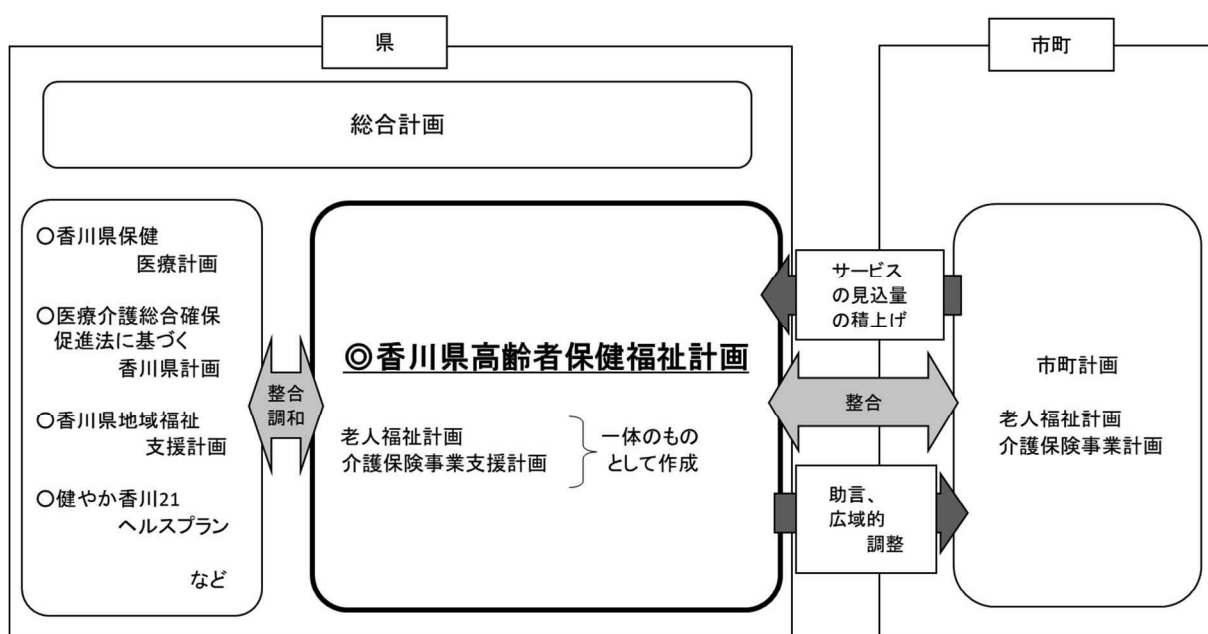 県
市町
総合計画
〇香川県保健
医療計画
〇医療介護総合確保
促進法に基づく
香川県計画
〇香川県地域福祉
支援計画
〇健やか香川21
ヘルスプラン
など
整合
調和
◎香川県高齢者保健福祉計画
老人福祉計画
介護保険事業支援計画
一体のもの
として作成
サービス
の見込量
の積上げ
整合
助言、
広域的
調整
市町計画
老人福祉計画
介護保険事業計画